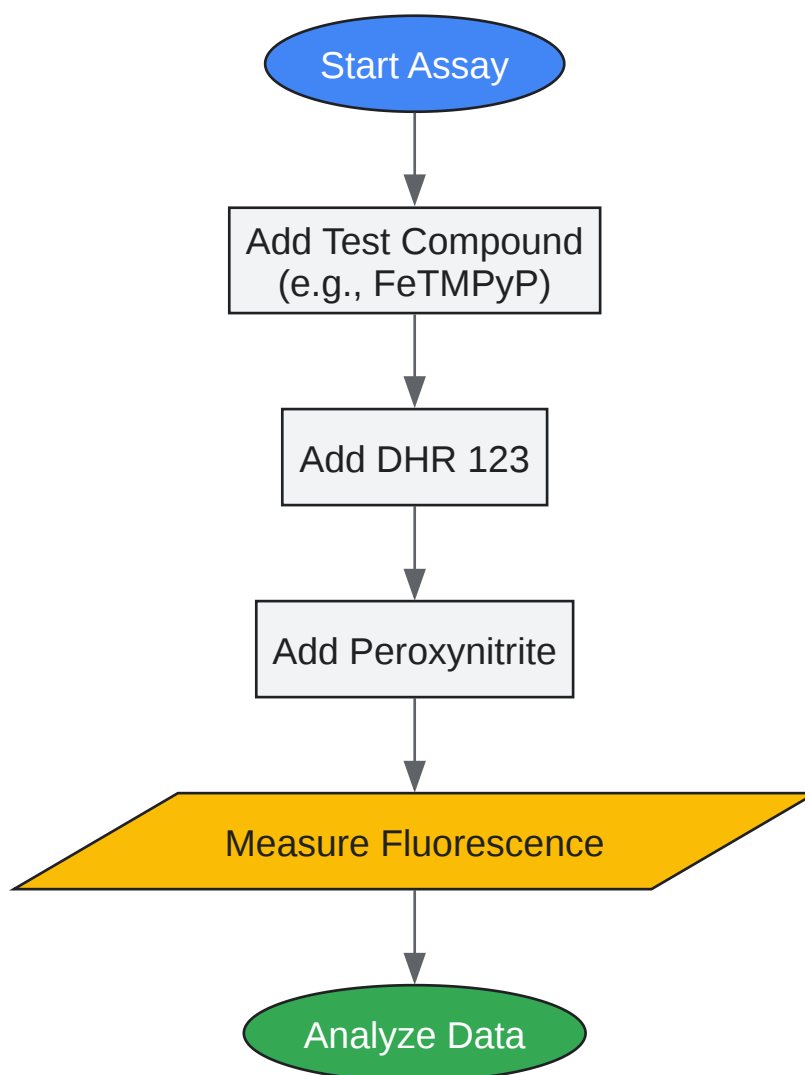 Start Assay
Add Test Compound
(e.g., FeTMPyP)
Add DHR 123
Add Peroxynitrite
Measure Fluorescence
Analyze Data